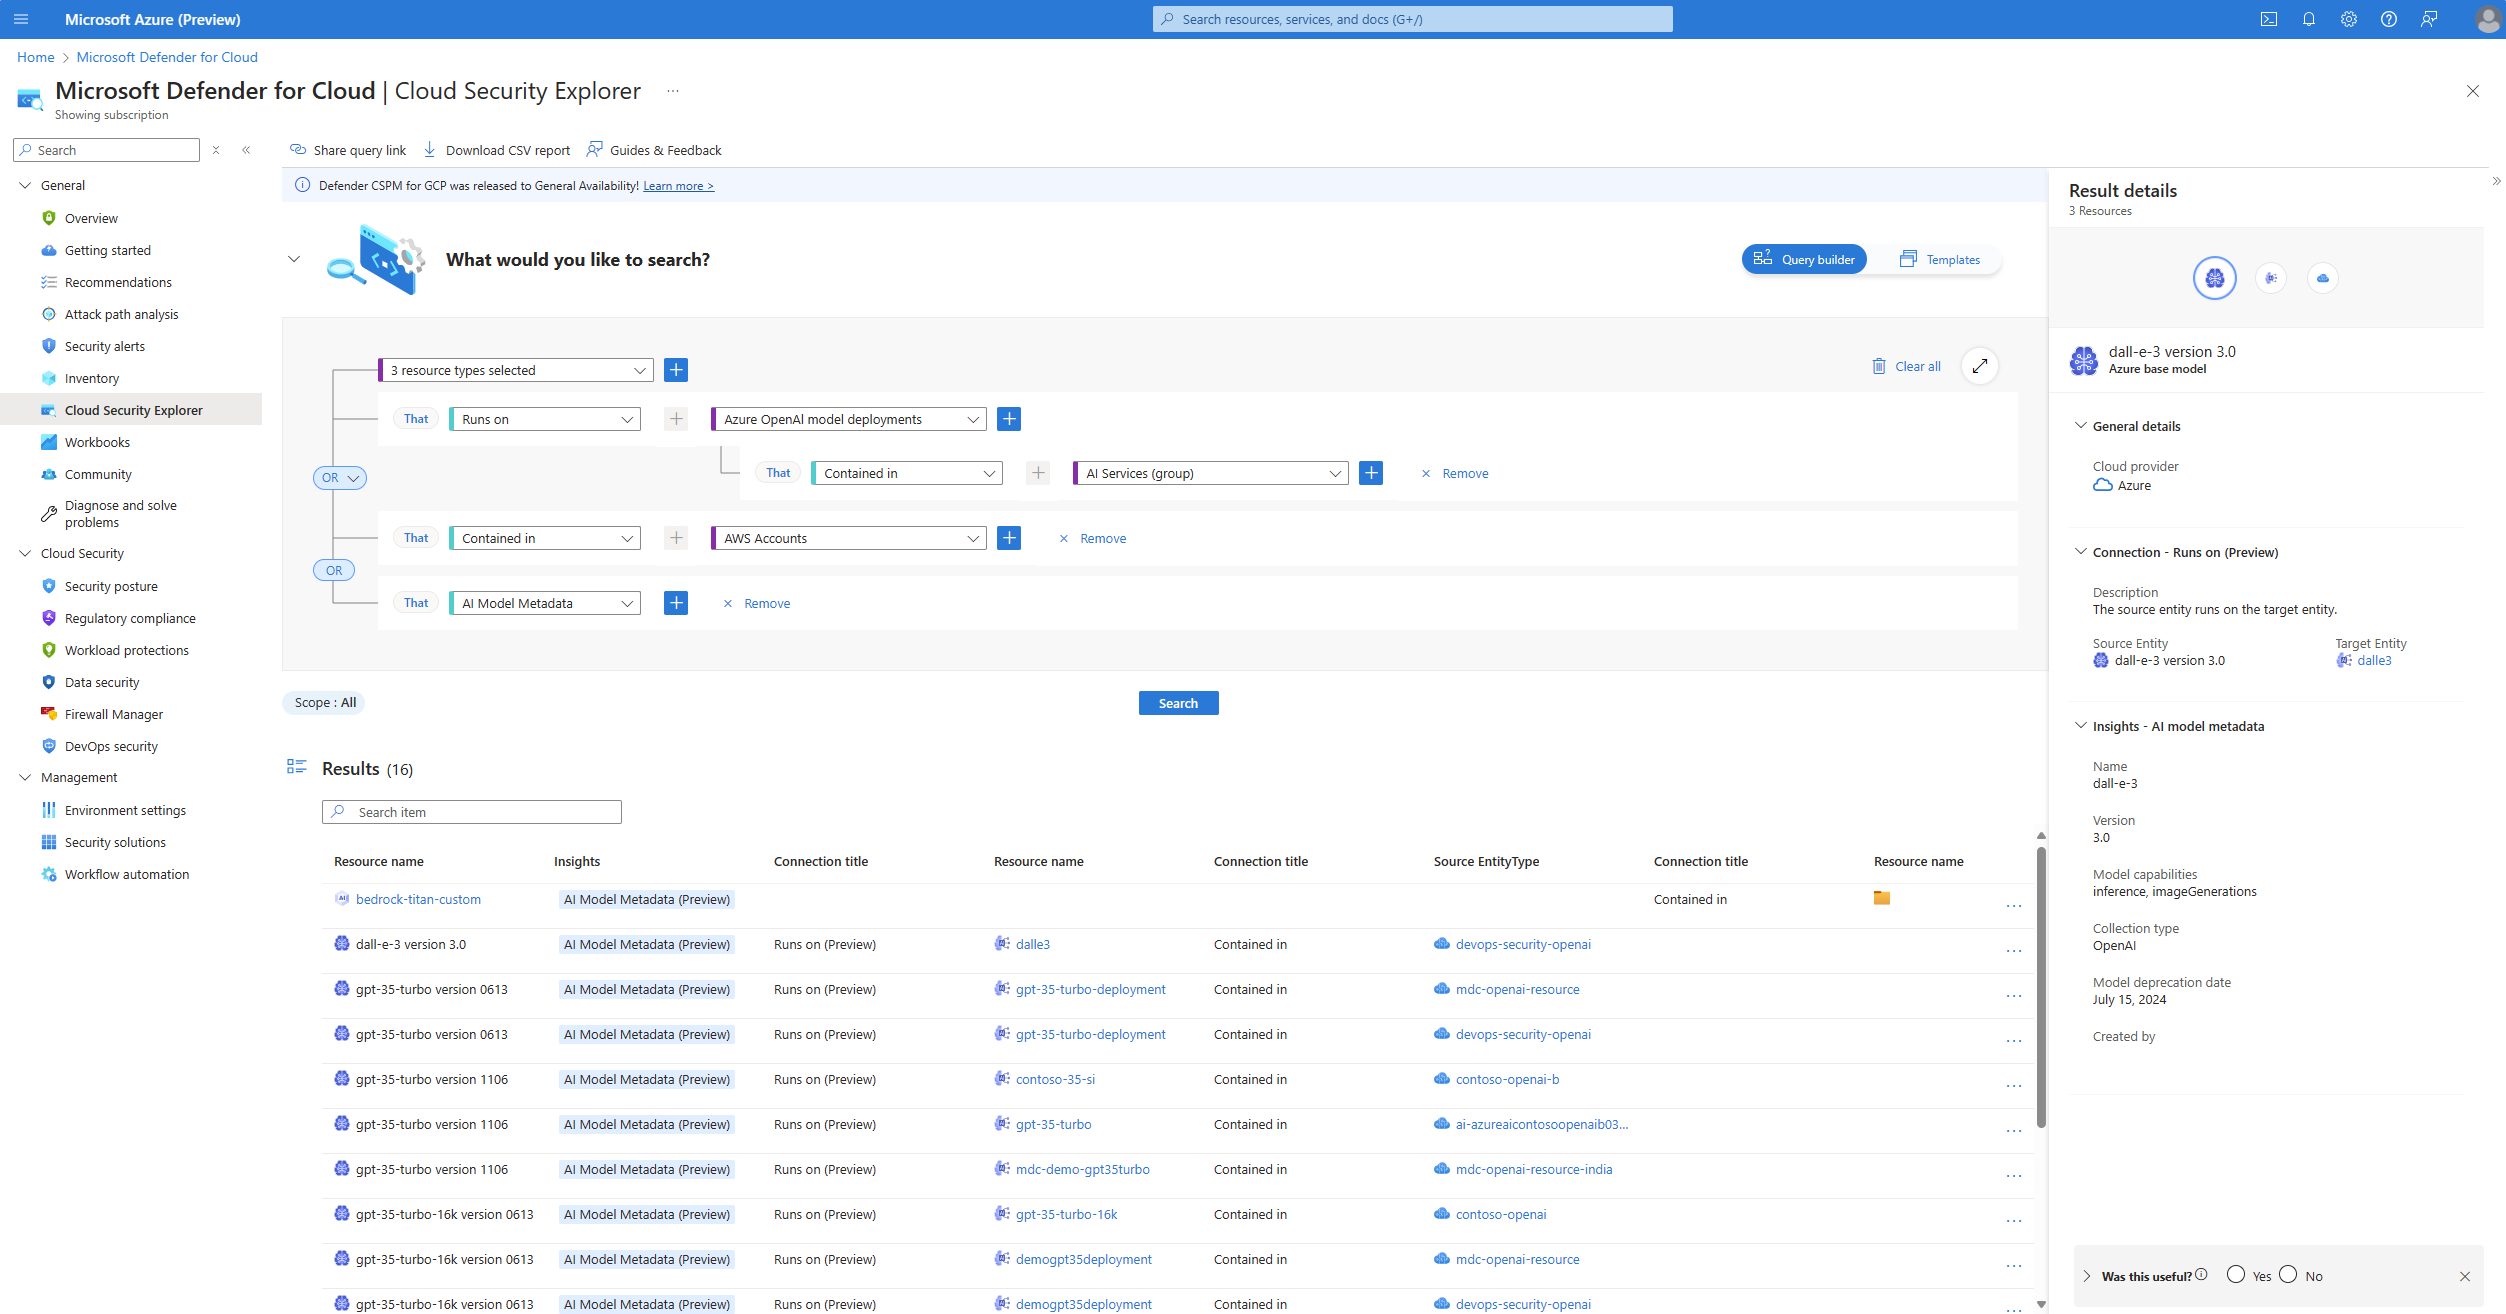 Microsoft Azure (Preview)
Search resources, services, and docs (G+/)
Home > Microsoft Defender for Cloud
Microsoft Defender for Cloud | Cloud Security Explorer ...
Showing subscription
Search
General
Overview
Getting started
Recommendations
Attack path analysis
Security alerts
Inventory
Cloud Security Explorer
Workbooks
Community
Diagnose and solve
problems
Cloud Security
Security posture
Regulatory compliance
Workload protections
Data security
Firewall Manager
DevOps security
Management
Environment settings
Security solutions
Workflow automation
Share query link Download CSV report Guides & Feedback
Defender CSPM for GCP was released to General Availability! Learn more >
What would you like to search?
Query builder Templates
3 resource types selected
Clear all
That Runs on Azure OpenAl model deployments
That Contained in AI Services (group) Remove
OR
That Contained in AWS Accounts Remove
OR
That AI Model Metadata Remove
Scope : All
Search
Results (16)
Search item
Resource name Insights Connection title Resource name Connection title Source EntityType Connection title Resource name
bedrock-titan-custom AI Model Metadata (Preview) Contained in ...
dall-e-3 version 3.0 AI Model Metadata (Preview) Runs on (Preview) dalle3 Contained in devops-security-openai ...
gpt-35-turbo version 0613 AI Model Metadata (Preview) Runs on (Preview) gpt-35-turbo-deployment Contained in mdc-openai-resource ...
gpt-35-turbo version 0613 AI Model Metadata (Preview) Runs on (Preview) gpt-35-turbo-deployment Contained in devops-security-openai ...
gpt-35-turbo version 1106 AI Model Metadata (Preview) Runs on (Preview) contoso-35-si Contained in contoso-openai-b ...
gpt-35-turbo version 1106 AI Model Metadata (Preview) Runs on (Preview) gpt-35-turbo Contained in ai-azureaicontosoopenaib03... ...
gpt-35-turbo version 1106 AI Model Metadata (Preview) Runs on (Preview) mdc-demo-gpt35turbo Contained in mdc-openai-resource-india ...
gpt-35-turbo-16k version 0613 AI Model Metadata (Preview) Runs on (Preview) gpt-35-turbo-16k Contained in contoso-openai ...
gpt-35-turbo-16k version 0613 AI Model Metadata (Preview) Runs on (Preview) demogpt35deployment Contained in mdc-openai-resource ...
gpt-35-turbo-16k version 0613 AI Model Metadata (Preview) Runs on (Preview) demogpt35deployment Contained in devops-security-openai ...
Result details
3 Resources
dall-e-3 version 3.0
Azure base model
General details
Cloud provider
Azure
Connection - Runs on (Preview)
Description
The source entity runs on the target entity.
Source Entity Target Entity
dall-e-3 version 3.0 dalle3
Insights - AI model metadata
Name
dall-e-3
Version
3.0
Model capabilities
inference, imageGenerations
Collection type
OpenAI
Model deprecation date
July 15, 2024
Created by
Was this useful? Yes No